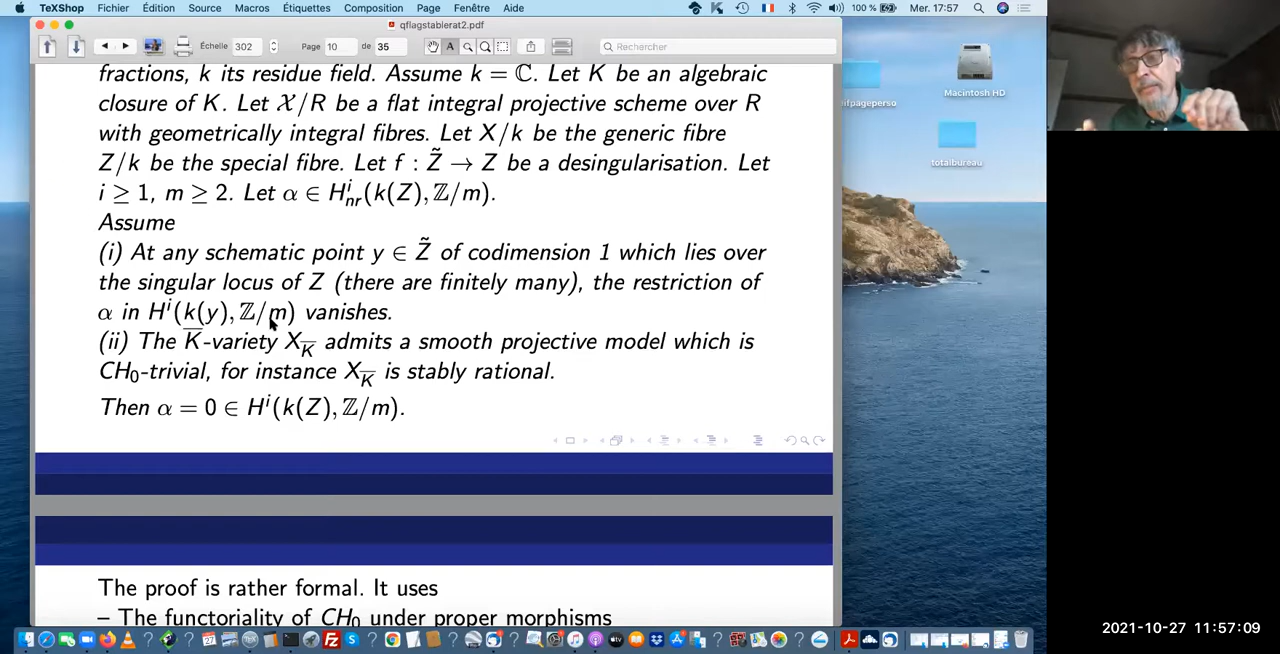 TeXShop Fichier Édition Source Macros Étiquettes Composition Page Fenêtre Aide 100 % Mer. 17:57
qflagstablerat2.pdf
Échelle 302 Page 10 de 35 A Rechercher
fractions, k its residue field. Assume k = ℂ. Let K be an algebraic
closure of K. Let 𝒳/R be a flat integral projective scheme over R
with geometrically integral fibres. Let X/k be the generic fibre
Z/k be the special fibre. Let f : Z̃ → Z be a desingularisation. Let
i ≥ 1, m ≥ 2. Let α ∈ Hⁱₙᵣ(k(Z), ℤ/m).
Assume
(i) At any schematic point y ∈ Z̃ of codimension 1 which lies over
the singular locus of Z (there are finitely many), the restriction of
α in Hⁱ(k(y), ℤ/m) vanishes.
(ii) The K̅-variety X_K̅ admits a smooth projective model which is
CH₀-trivial, for instance X_K̅ is stably rational.
Then α = 0 ∈ Hⁱ(k(Z), ℤ/m).
The proof is rather formal. It uses
– The functoriality of CH₀ under proper morphisms
Macintosh HD
ifpageperso
totalbureau
2021-10-27 11:57:09